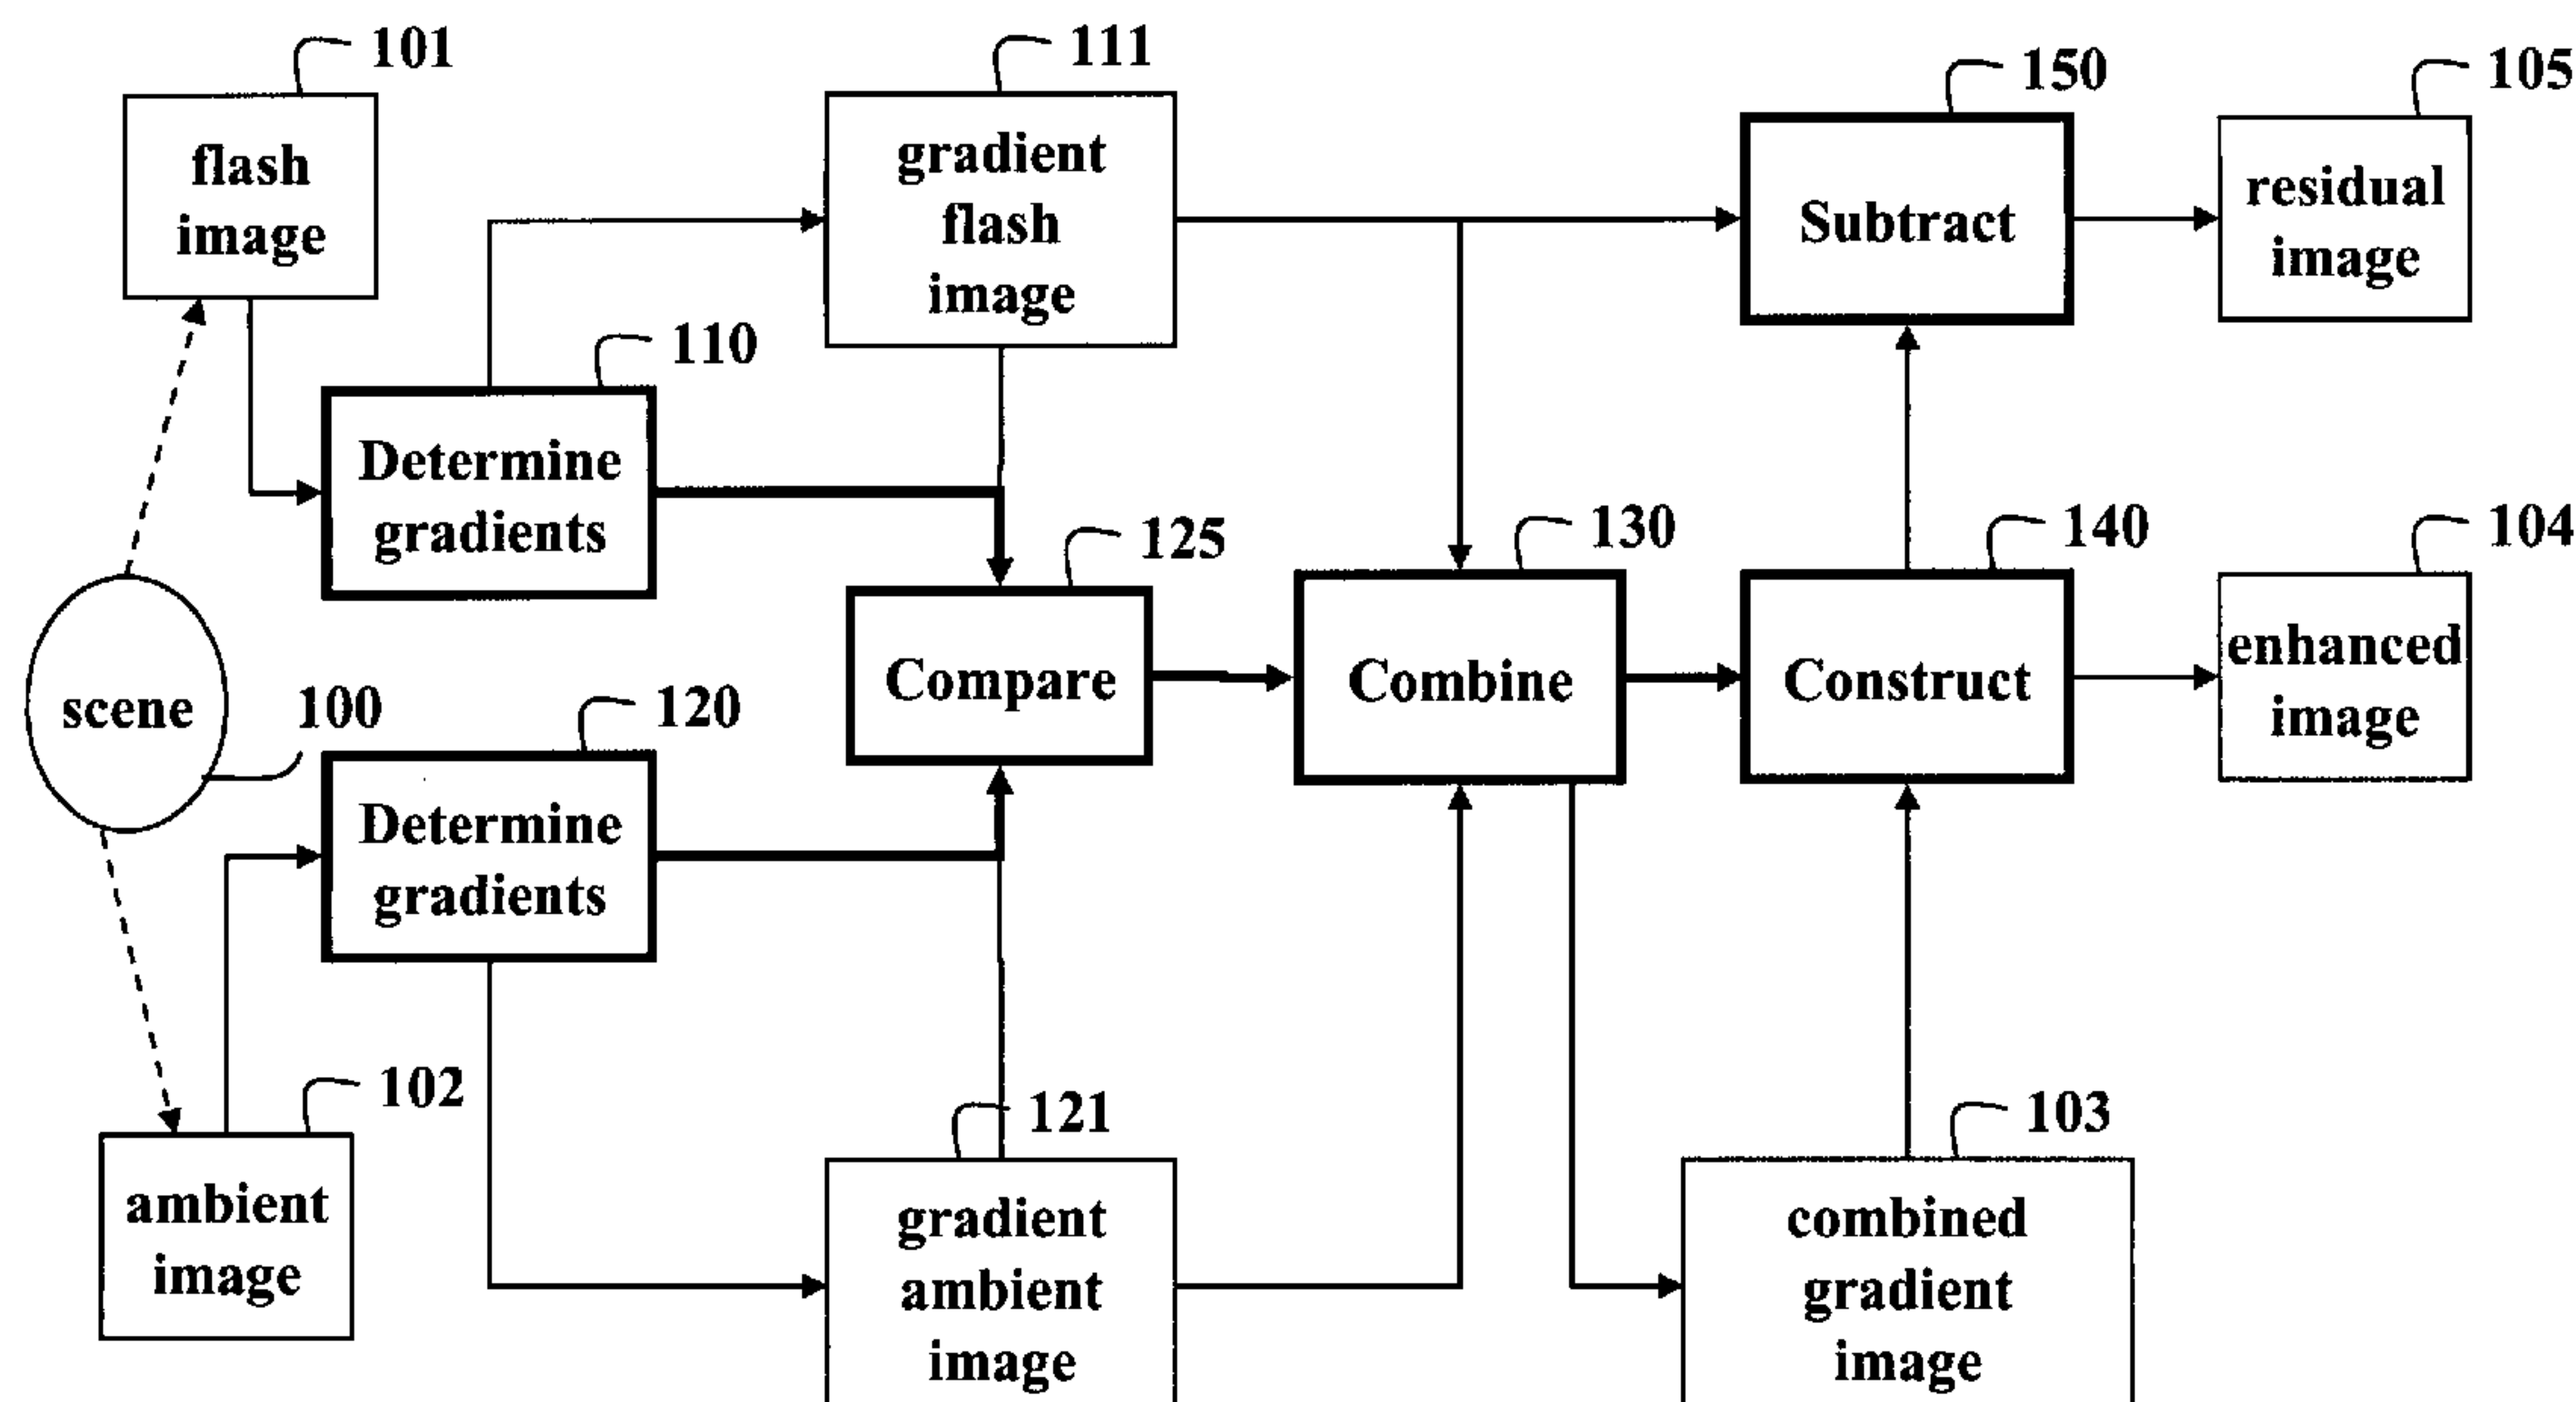 101
111
150
105
flash
image
gradient
flash
image
Subtract
residual
image
110
Determine
gradients
125
130
140
104
scene
100
120
Compare
Combine
Construct
enhanced
image
Determine
gradients
102
121
103
ambient
image
gradient
ambient
image
combined
gradient
image